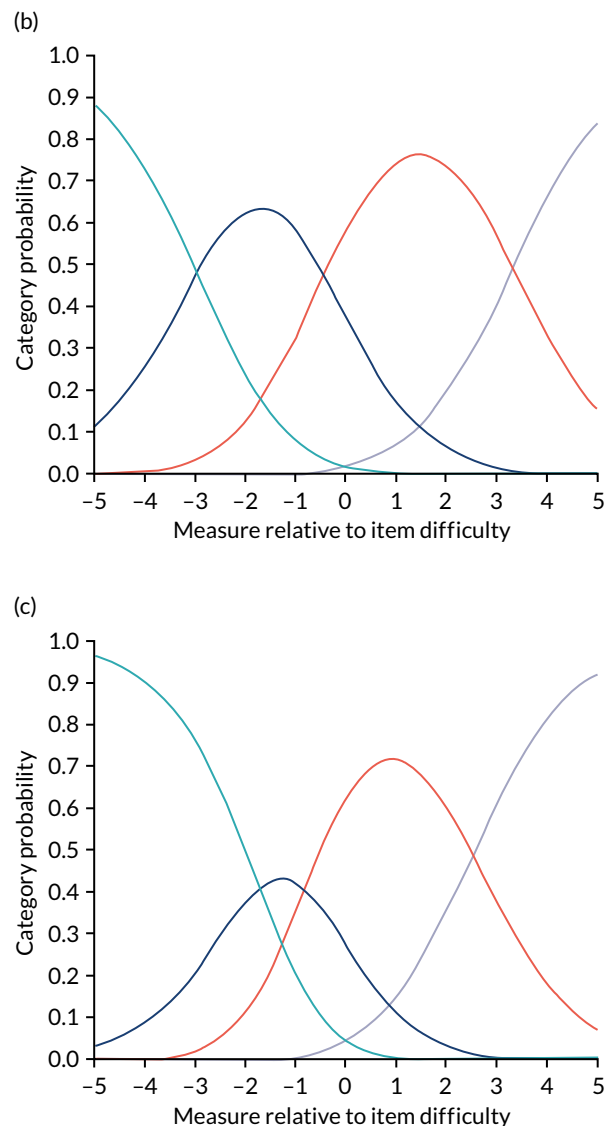 (b)
1.0
0.9
0.8
0.7
0.6
0.5
0.4
0.3
0.2
0.1
0.0
Category probability
–5 –4 –3 –2 –1 0 1 2 3 4 5
Measure relative to item difficulty
(c)
1.0
0.9
0.8
0.7
0.6
0.5
0.4
0.3
0.2
0.1
0.0
Category probability
–5 –4 –3 –2 –1 0 1 2 3 4 5
Measure relative to item difficulty